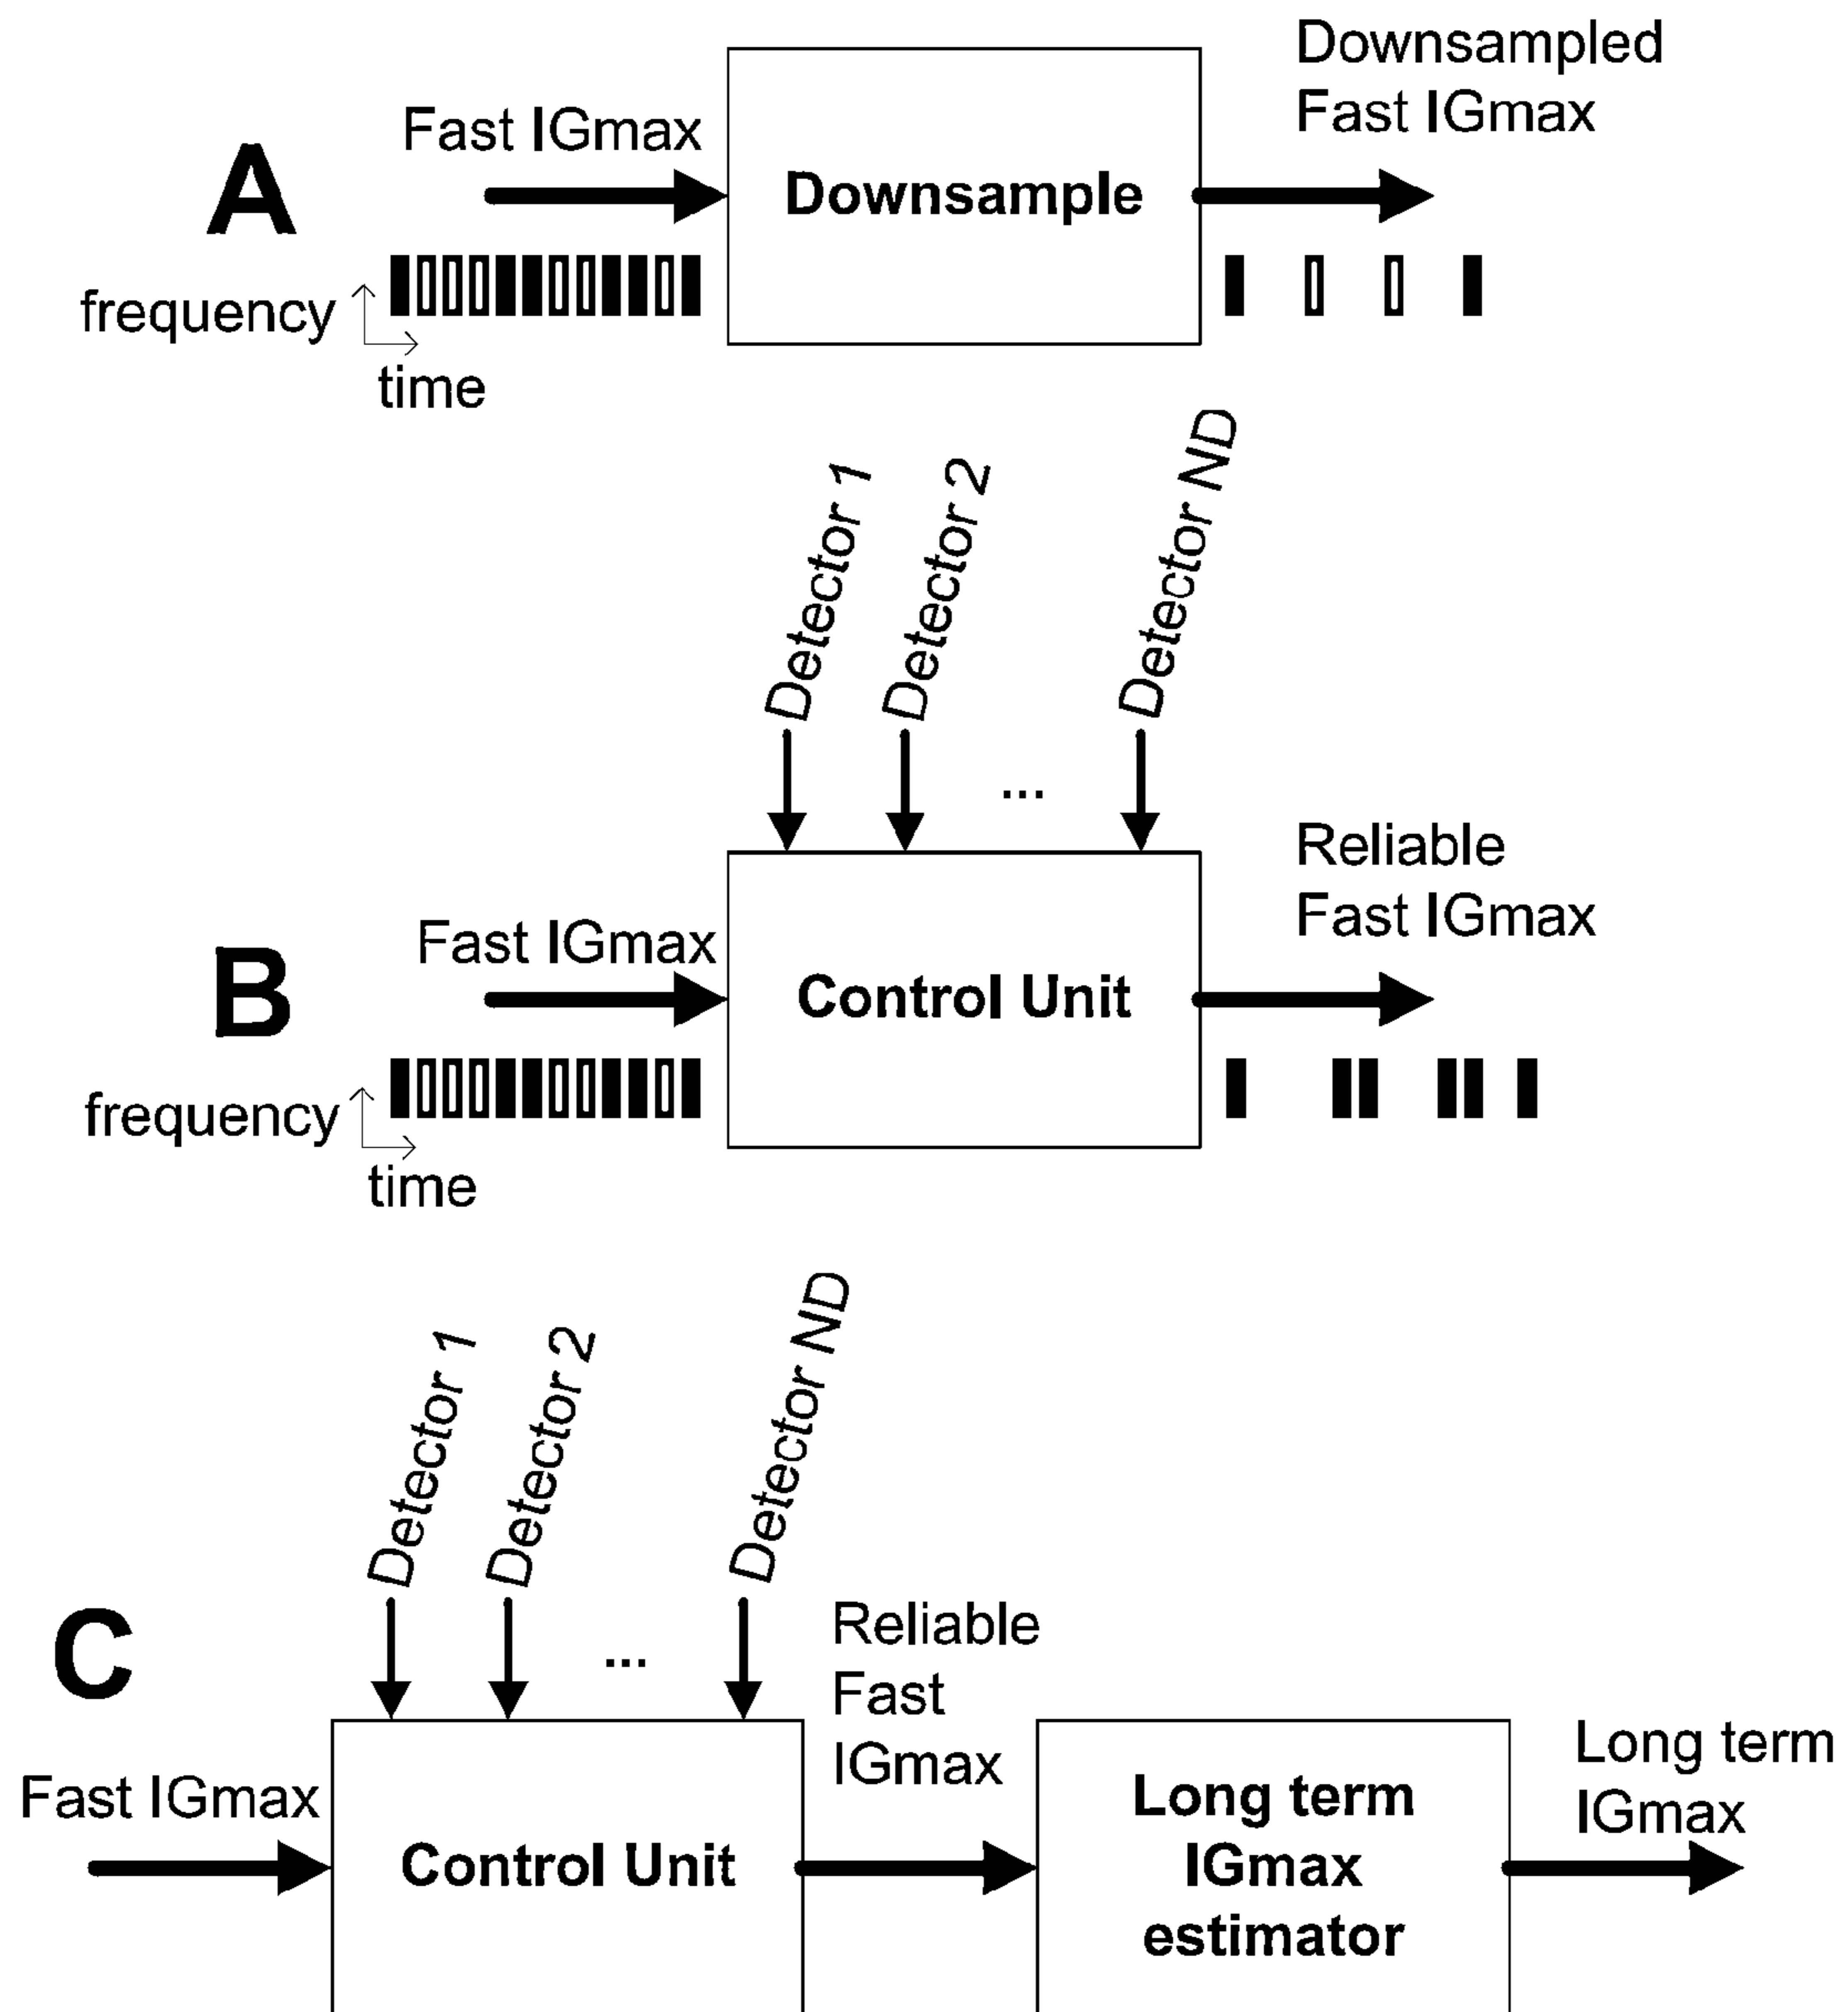 A
Fast IGmax
Downsample
Downsampled
Fast IGmax
frequency
time
Detector 1
Detector 2
...
Detector ND
B
Fast IGmax
Control Unit
Reliable
Fast IGmax
frequency
time
Detector 1
Detector 2
...
Detector ND
C
Fast IGmax
Control Unit
Reliable
Fast
IGmax
Long term
IGmax
estimator
Long term
IGmax